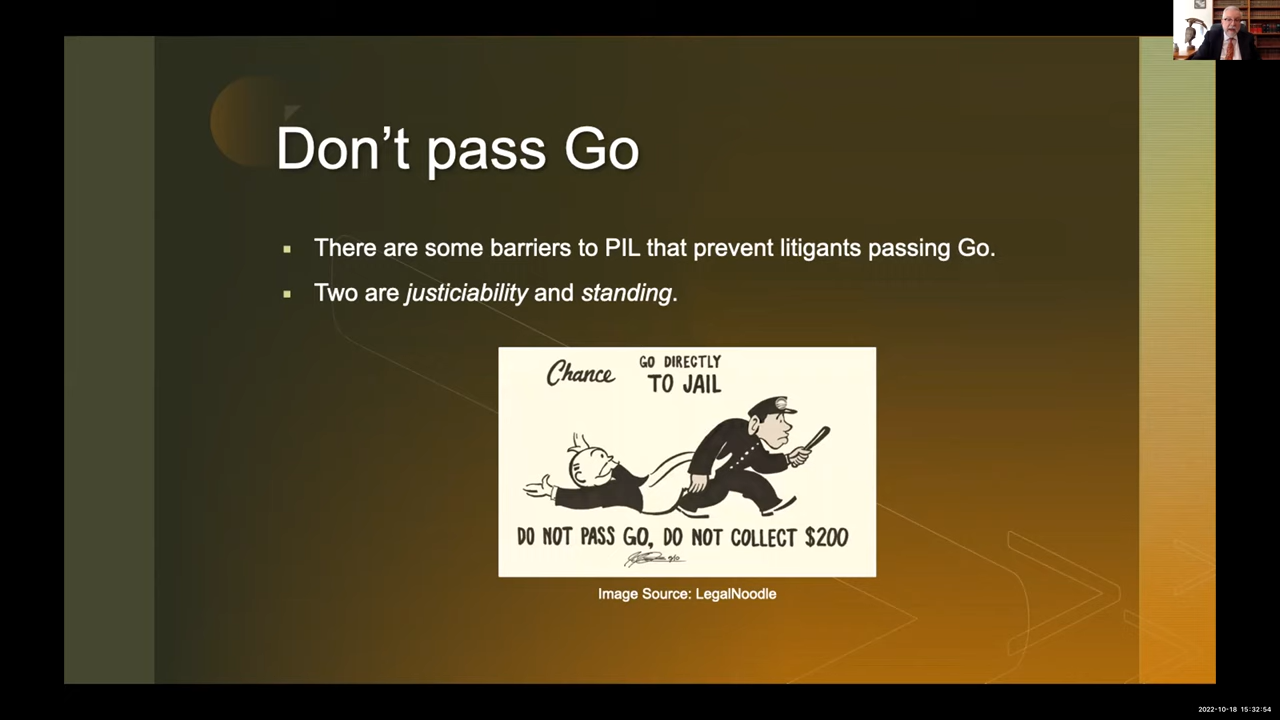 Don't pass Go
There are some barriers to PIL that prevent litigants passing Go.
Two are justiciability and standing.
Chance
GO DIRECTLY
TO JAIL
DO NOT PASS GO, DO NOT COLLECT $200
Image Source: LegalNoodle
2022-10-18 15:32:54